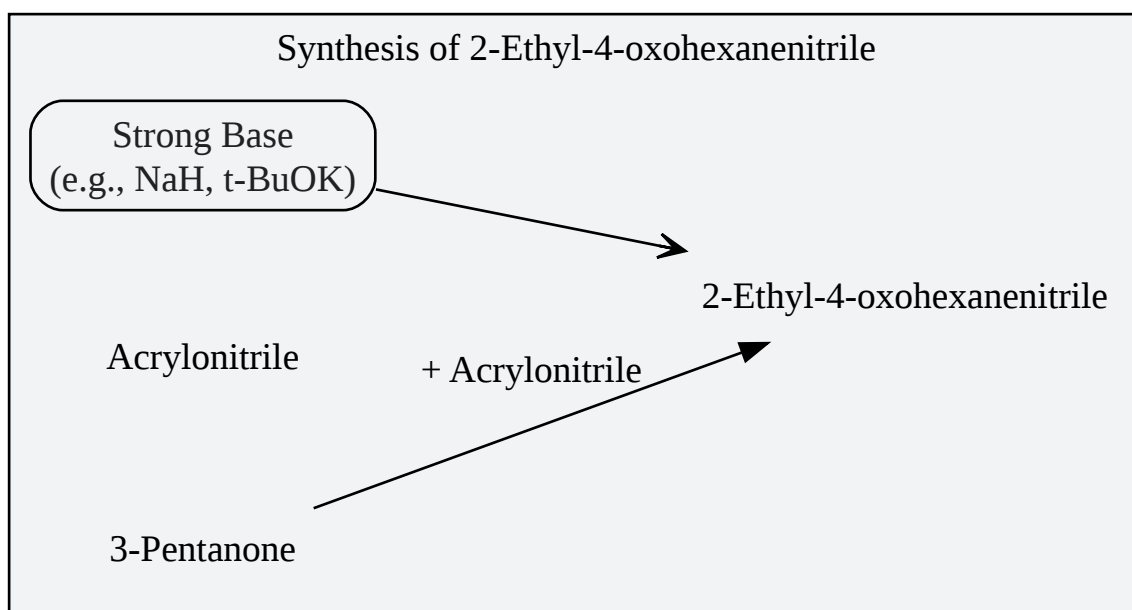 Synthesis of 2-Ethyl-4-oxohexanenitrile
Strong Base
(e.g., NaH, t-BuOK)
2-Ethyl-4-oxohexanenitrile
Acrylonitrile
+ Acrylonitrile
3-Pentanone